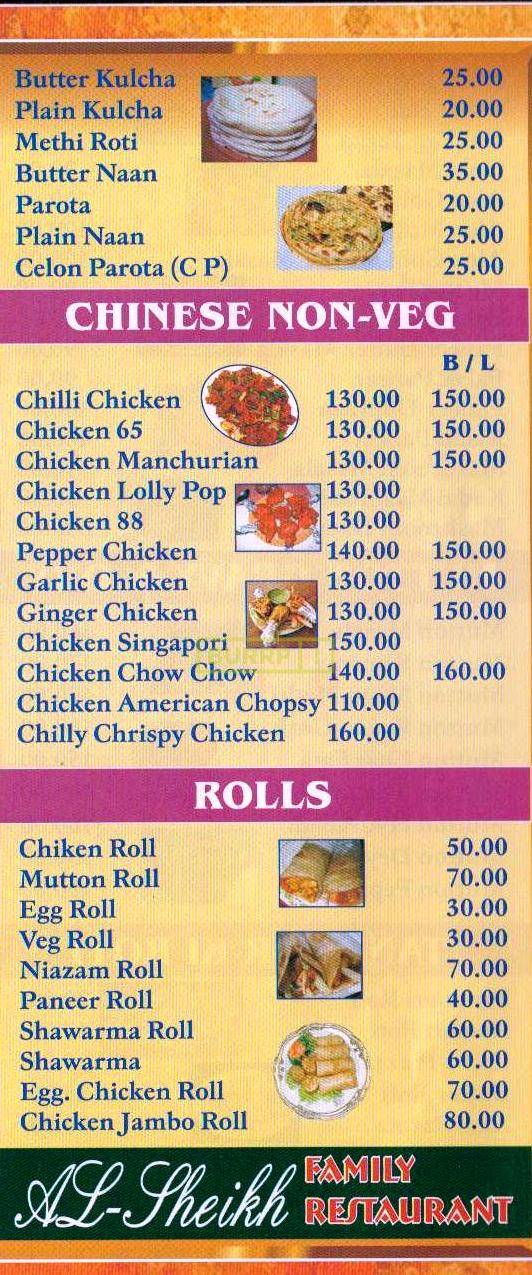 Butter Kulcha 25.00
Plain Kulcha 20.00
Methi Roti 25.00
Butter Naan 35.00
Parota 20.00
Plain Naan 25.00
Celon Parota (C P) 25.00
CHINESE NON-VEG
B / L
Chilli Chicken 130.00 150.00
Chicken 65 130.00 150.00
Chicken Manchurian 130.00 150.00
Chicken Lolly Pop 130.00
Chicken 88 130.00
Pepper Chicken 140.00 150.00
Garlic Chicken 130.00 150.00
Ginger Chicken 130.00 150.00
Chicken Singapori 150.00
Chicken Chow Chow 140.00 160.00
Chicken American Chopsy 110.00
Chilly Chrispy Chicken 160.00
ROLLS
Chiken Roll 50.00
Mutton Roll 70.00
Egg Roll 30.00
Veg Roll 30.00
Niazam Roll 70.00
Paneer Roll 40.00
Shawarma Roll 60.00
Shawarma 60.00
Egg. Chicken Roll 70.00
Chicken Jambo Roll 80.00
AL-Sheikh FAMILY RESTAURANT